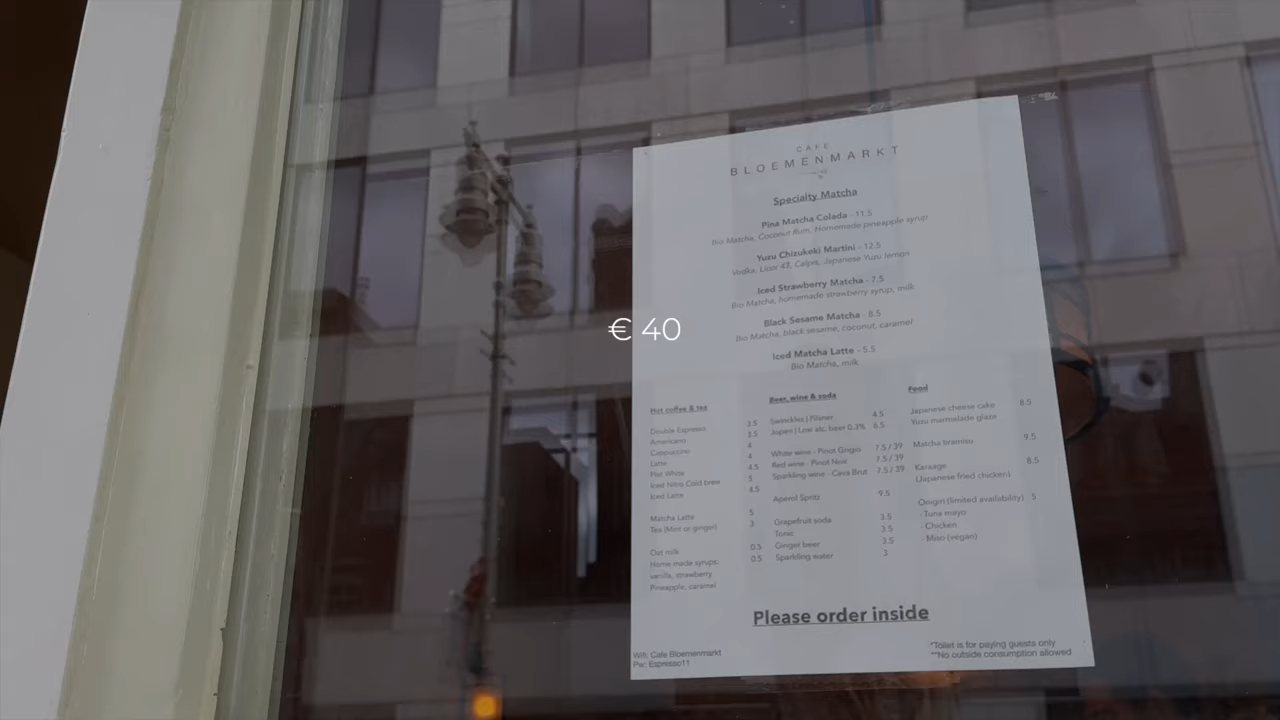 CAFE
BLOEMENMARKT
Specialty Matcha
Pina Matcha Colada - 11.5
Bio Matcha, Coconut Rum, Homemade pineapple syrup
Yuzu Chizukeki Martini - 12.5
Vodka, Licor 43, Calpis, Japanese Yuzu lemon
Iced Strawberry Matcha - 7.5
Bio Matcha, homemade strawberry syrup, milk
Black Sesame Matcha - 8.5
Bio Matcha, black sesame, coconut, caramel
€ 40
Iced Matcha Latte - 5.5
Bio Matcha, milk
Hot coffee & tea
Double Espresso 3.5
Americano 3.5
Cappuccino 4
Latte 4
Flat White 4.5
Iced Nitro Cold brew 5
Iced Latte 4.5
Matcha Latte 5
Tea (Mint or ginger) 3
Oat milk 0.5
Home made syrups: 0.5
vanilla, strawberry
Pineapple, caramel
Beer, wine & soda
Swinckles | Pilsner 4.5
Jopen | Low alc. beer 0.3% 6.5
White wine - Pinot Grigio 7.5 / 39
Red wine - Pinot Noir 7.5 / 39
Sparkling wine - Cava Brut 7.5 / 39
Aperol Spritz 9.5
Grapefruit soda 3.5
Tonic 3.5
Ginger beer 3.5
Sparkling water 3
Food
Japanese cheese cake 8.5
Yuzu marmalade glaze
Matcha tiramisu 9.5
Karaage 8.5
(Japanese fried chicken)
Onigiri (limited availability) 5
- Tuna mayo
- Chicken
- Miso (vegan)
Please order inside
Wifi: Cafe Bloemenmarkt
Pw: Espresso11
*Toilet is for paying guests only
**No outside consumption allowed